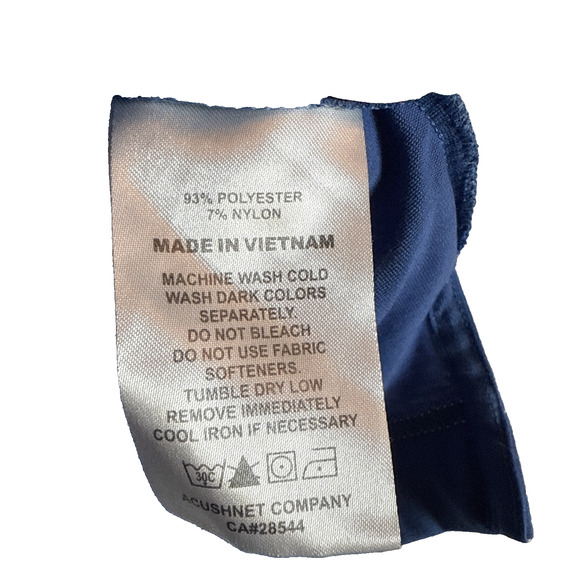 93% POLYESTER
7% NYLON
MADE IN VIETNAM
MACHINE WASH COLD
WASH DARK COLORS
SEPARATELY.
DO NOT BLEACH
DO NOT USE FABRIC
SOFTENERS.
TUMBLE DRY LOW
REMOVE IMMEDIATELY
COOL IRON IF NECESSARY
30C
ACUSHNET COMPANY
CA#28544